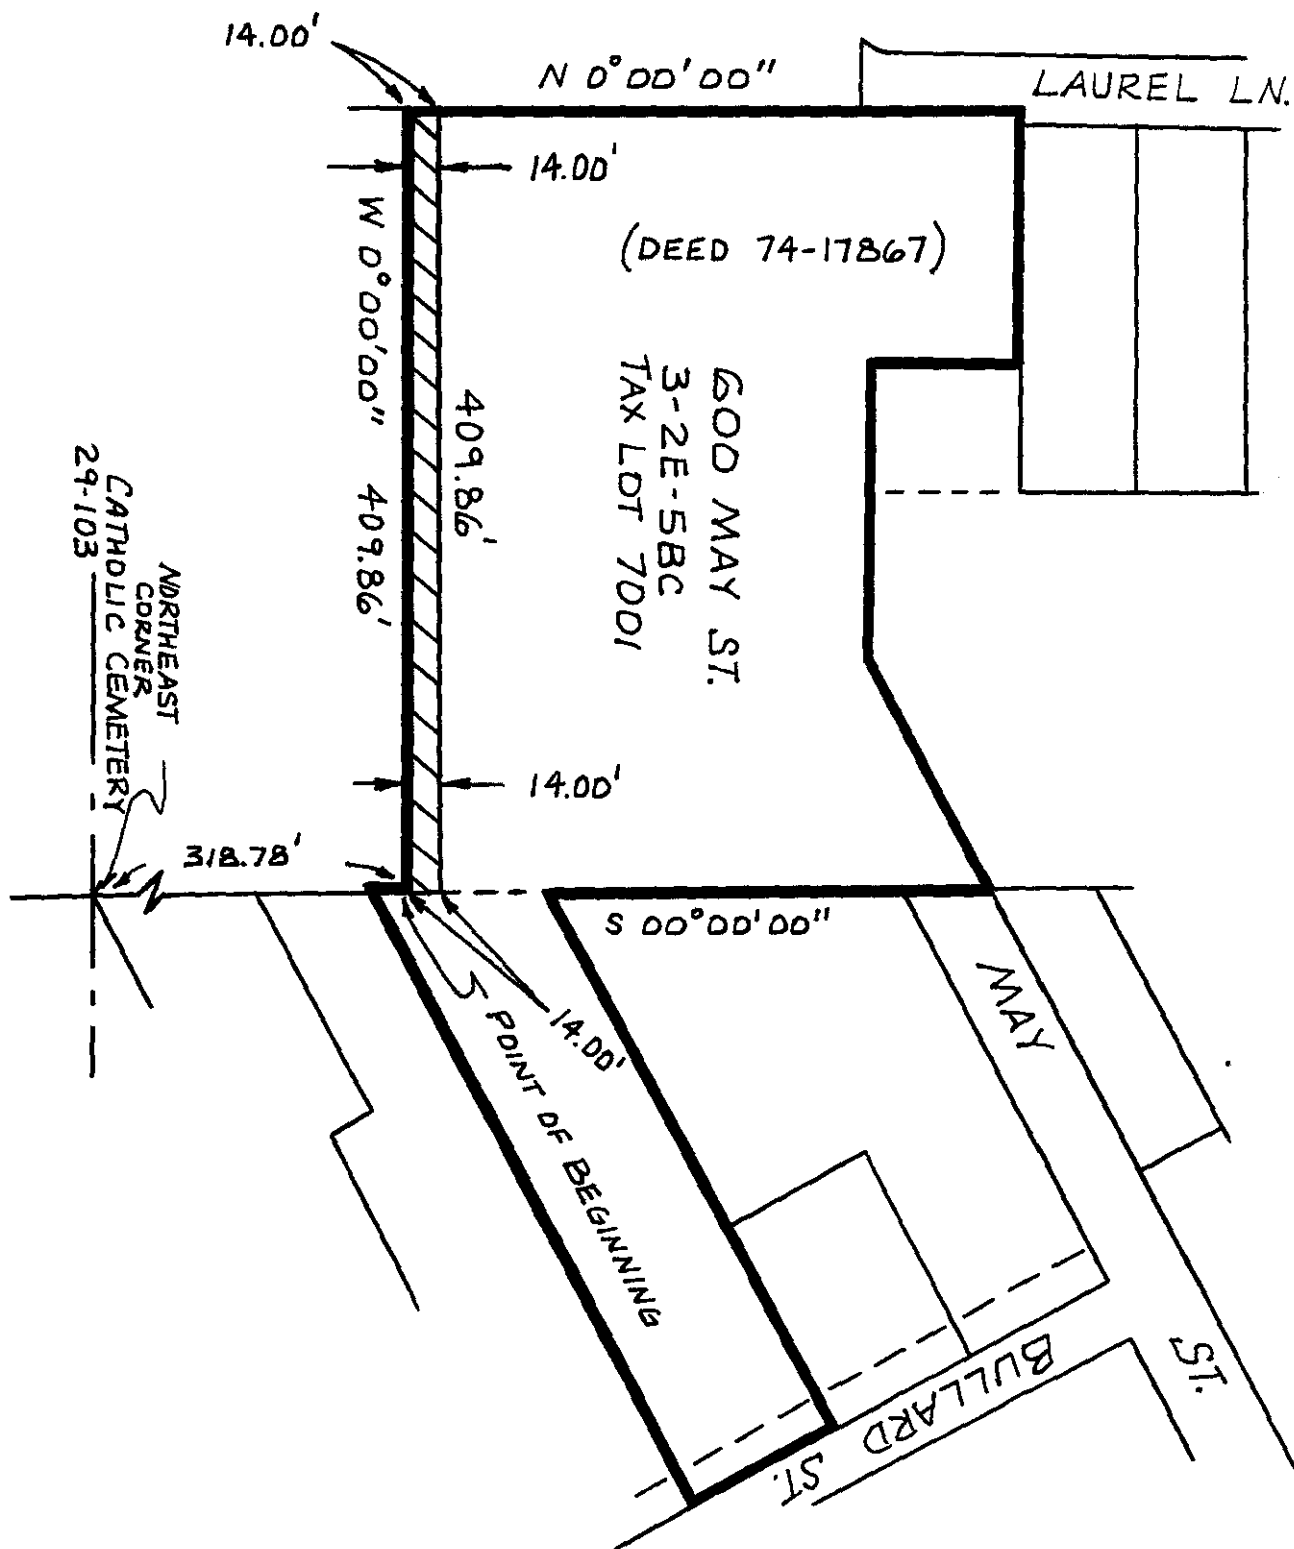 14.00'
N 0°00'00"
LAUREL LN.
14.00'
(DEED 74-17867)
W 0°00'00" 409.86'
409.86'
600 MAY ST.
3-2E-5BC
TAX LOT 7001
NORTHEAST
CORNER
CATHOLIC CEMETERY
29-103
14.00'
318.78'
S 00°00'00"
14.00'
POINT OF BEGINNING
MAY
ST.
BULLARD
ST.